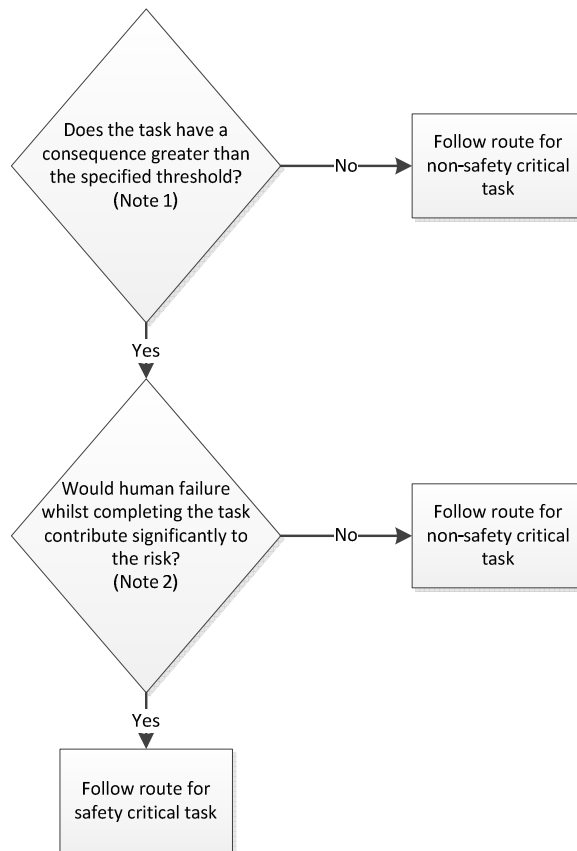 Does the task have a
consequence greater than
the specified threshold?
(Note 1)
No
Follow route for
non-safety critical
task
Yes
Would human failure
whilst completing the task
contribute significantly to
the risk?
(Note 2)
No
Follow route for
non-safety critical
task
Yes
Follow route for
safety critical task